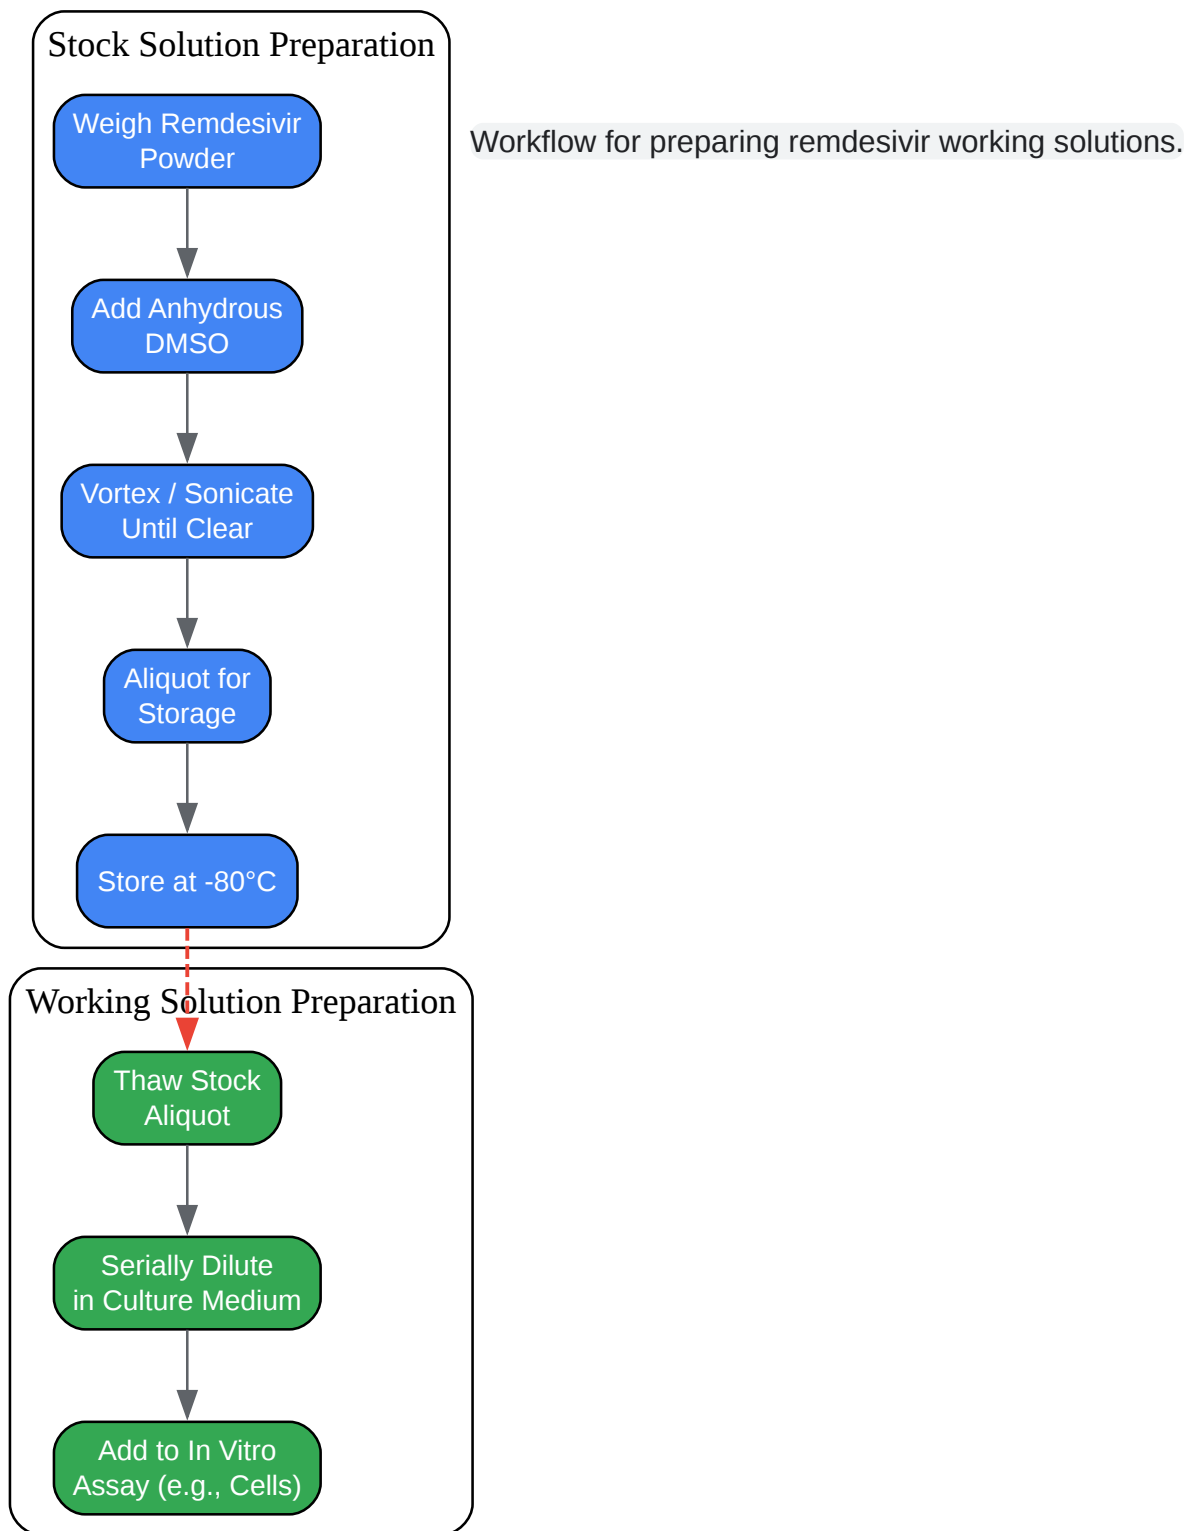 Stock Solution Preparation
Weigh Remdesivir
Powder
Workflow for preparing remdesivir working solutions.
Add Anhydrous
DMSO
Vortex / Sonicate
Until Clear
Aliquot for
Storage
Store at -80°C
Working Solution Preparation
Thaw Stock
Aliquot
Serially Dilute
in Culture Medium
Add to In Vitro
Assay (e.g., Cells)